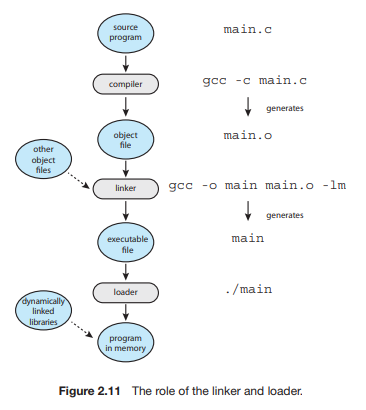 source
program
main.c
compiler
gcc -c main.c
generates
object
file
main.o
other
object
files
linker
gcc -o main main.o -lm
generates
executable
file
main
loader
./main
dynamically
linked
libraries
program
in memory
Figure 2.11 The role of the linker and loader.